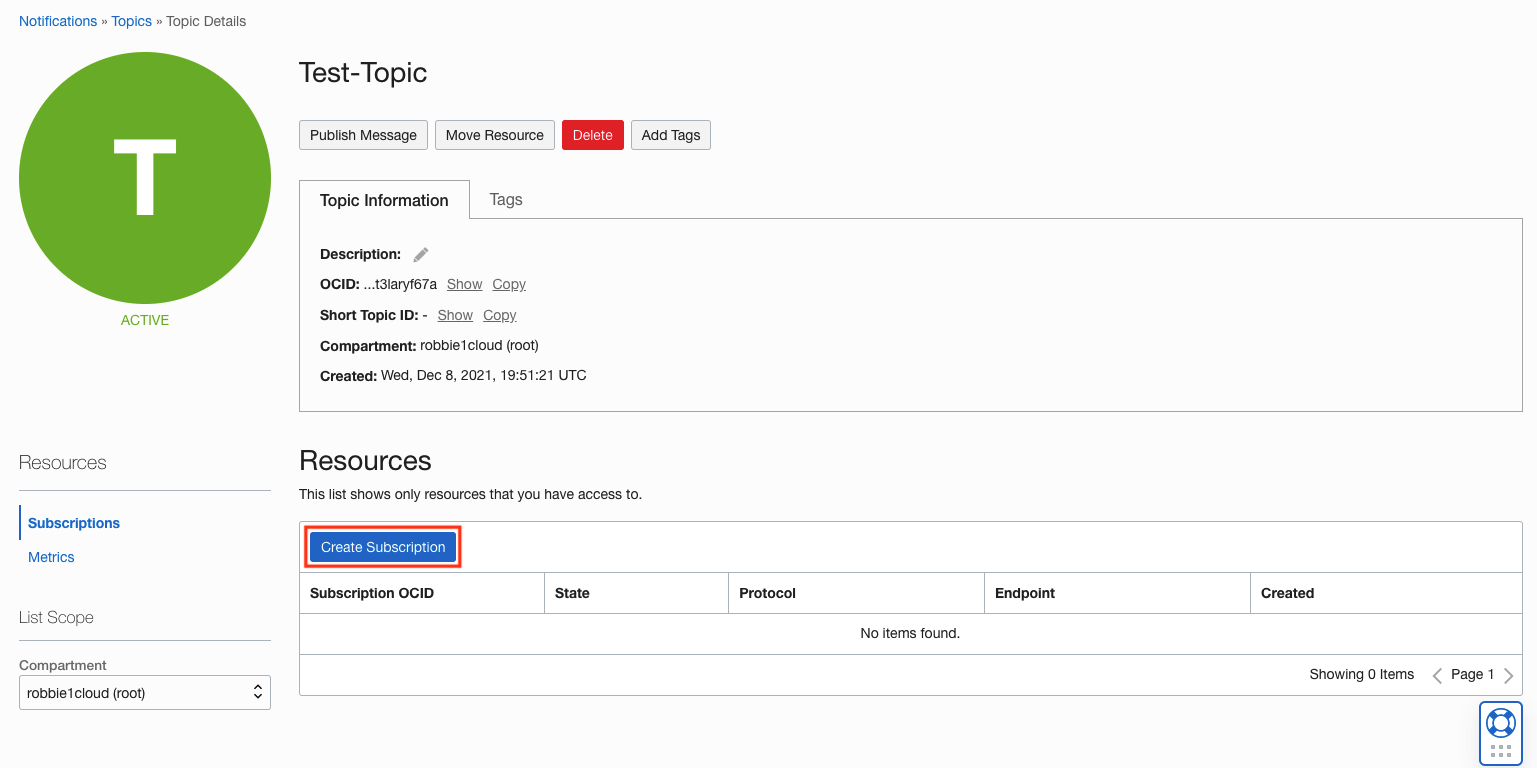 Notifications » Topics » Topic Details
T
ACTIVE
Test-Topic
Publish Message Move Resource Delete Add Tags
Topic Information Tags
Description:
OCID: ...t3laryf67a Show Copy
Short Topic ID: - Show Copy
Compartment: robbie1cloud (root)
Created: Wed, Dec 8, 2021, 19:51:21 UTC
Resources
Subscriptions
Metrics
List Scope
Compartment
robbie1cloud (root)
Resources
This list shows only resources that you have access to.
Create Subscription
Subscription OCID State Protocol Endpoint Created
No items found.
Showing 0 Items Page 1